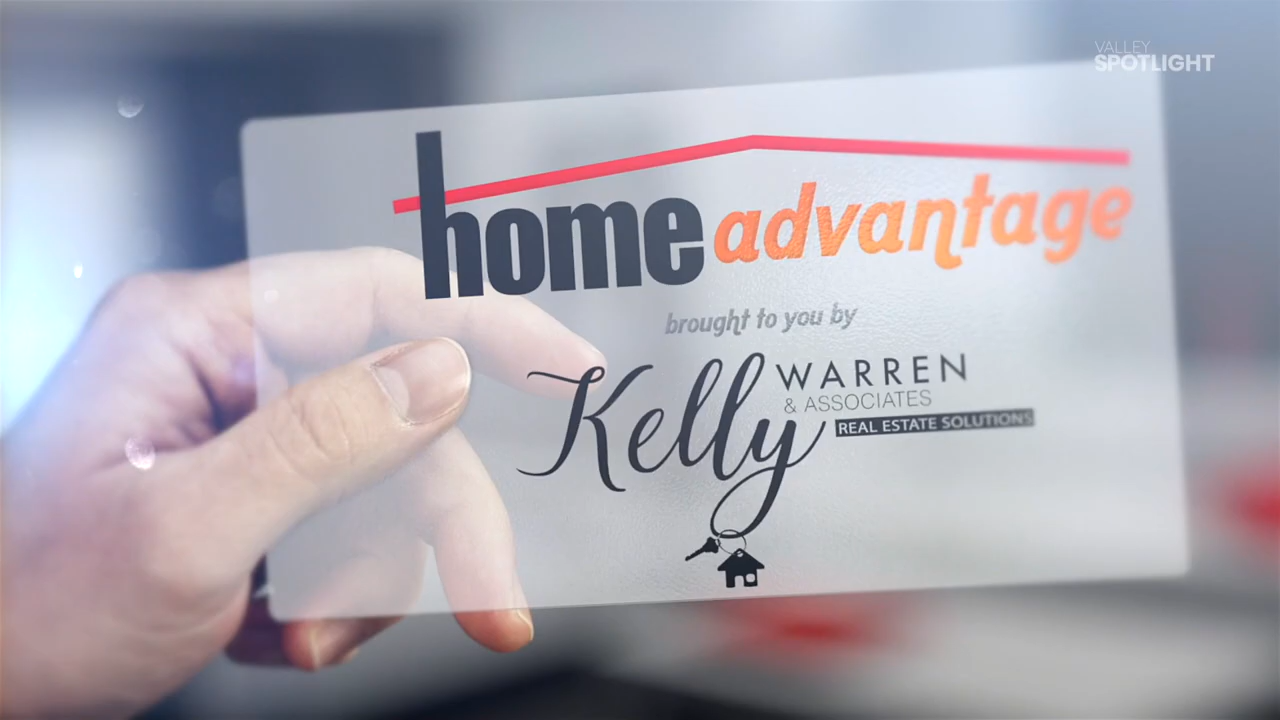 VALLEY
SPOTLIGHT
home advantage
brought to you by
Kelly WARREN
& ASSOCIATES
REAL ESTATE SOLUTIONS